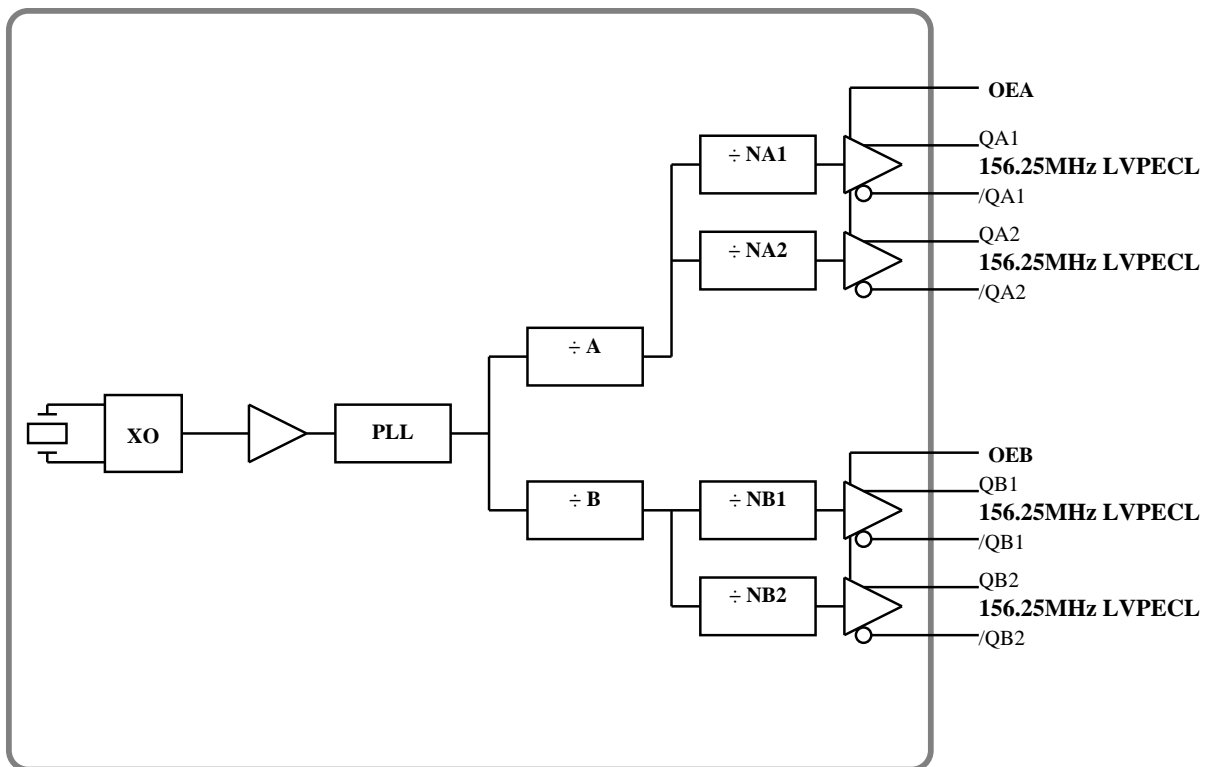 OEA
QA1
÷ NA1
156.25MHz LVPECL
/QA1
QA2
÷ NA2
156.25MHz LVPECL
/QA2
÷ A
XO
PLL
OEB
QB1
÷ B
÷ NB1
156.25MHz LVPECL
/QB1
QB2
÷ NB2
156.25MHz LVPECL
/QB2